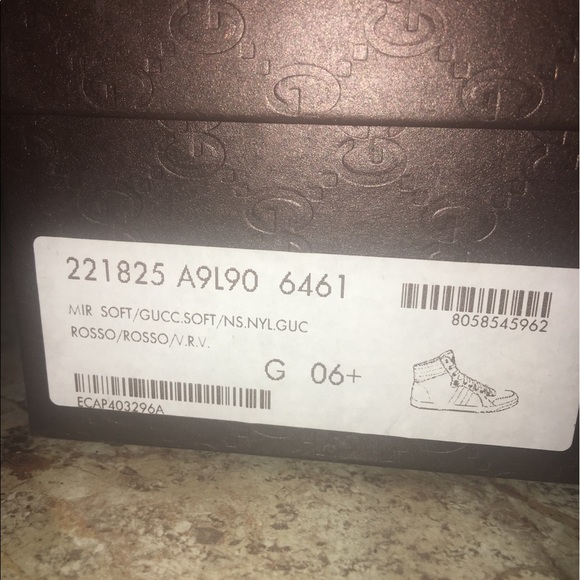 221825 A9L90 6461
8058545962
MIR SOFT/GUCC.SOFT/NS.NYL.GUC
ROSSO/ROSSO/V.R.V.
G 06+
ECAP403296A